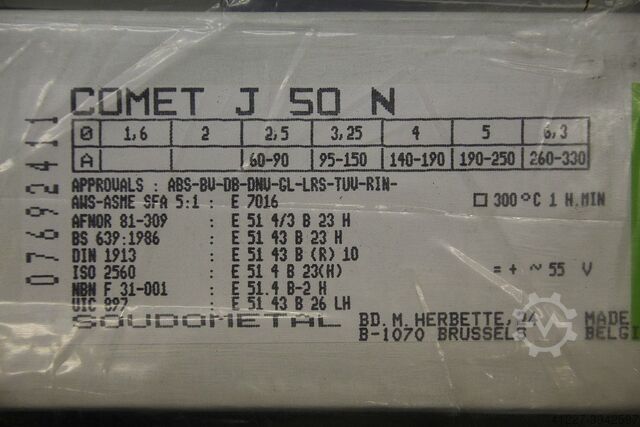 COMET J 50 N
Ø 1,6 2 2,5 3,25 4 5 6,3
A 60-90 95-150 140-190 190-250 260-330
07692411
APPROVALS : ABS-BV-DB-DNV-GL-LRS-TUV-RIN-
AWS-ASME SFA 5:1 : E 7016 300°C 1 H.MIN
AFNOR 81-309 : E 51 4/3 B 23 H
BS 639:1986 : E 51 43 B 23 H
DIN 1913 : E 51 43 B (R) 10
ISO 2560 : E 51 4 B 23(H) = + ~ 55 V
NBN F 31-001 : E 51.4 B-2 H
UIC 897 : E 51 43 B 26 LH
SOUDOMETAL BD. M. HERBETTE, MADE
B-1070 BRUSSELS BELGI